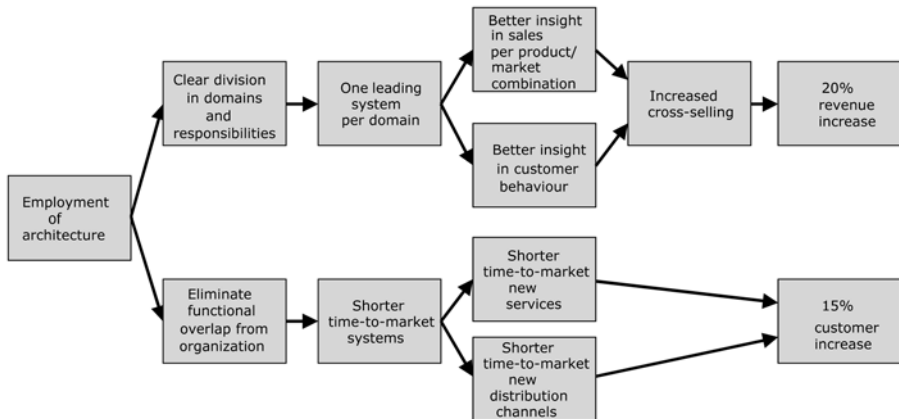 Employment
of
architecture
Clear division
in domains
and
responsibilities
One leading
system
per domain
Better insight
in sales
per product/
market
combination
Better insight
in customer
behaviour
Increased
cross-selling
20%
revenue
increase
Eliminate
functional
overlap from
organization
Shorter
time-to-market
systems
Shorter
time-to-market
new
services
Shorter
time-to-market
new
distribution
channels
15%
customer
increase